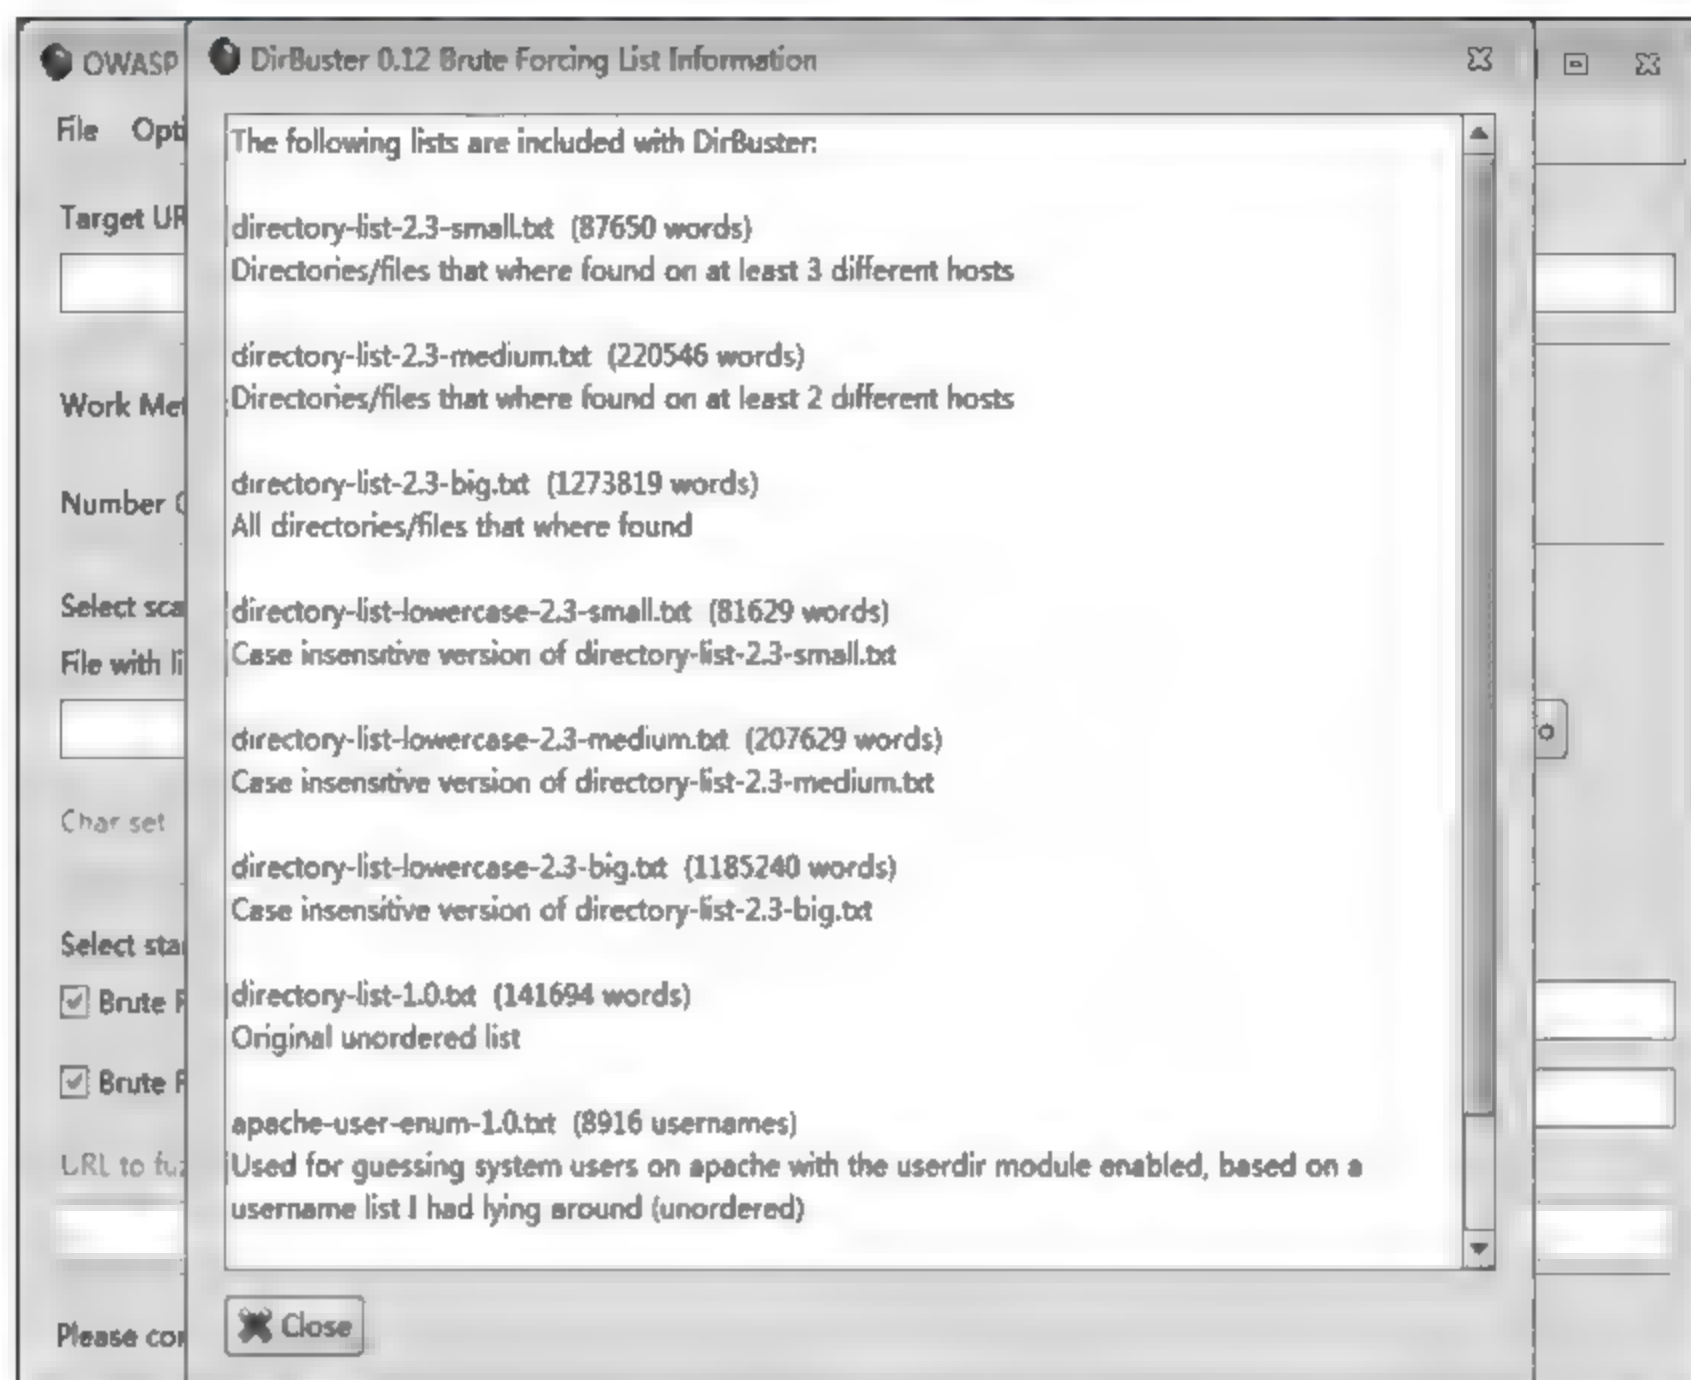 OWASP
DirBuster 0.12 Brute Forcing List Information
File Opti
The following lists are included with DirBuster:
Target UR
directory-list-2.3-small.txt (87650 words)
Directories/files that where found on at least 3 different hosts
directory-list-2.3-medium.txt (220546 words)
Work Met
Directories/files that where found on at least 2 different hosts
directory-list-2.3-big.txt (1273819 words)
Number O
All directories/files that where found
Select sca
directory-list-lowercase-2.3-small.txt (81629 words)
File with li
Case insensitive version of directory-list-2.3-small.txt
directory-list-lowercase-2.3-medium.txt (207629 words)
o
Case insensitive version of directory-list-2.3-medium.txt
Char set
directory-list-lowercase-2.3-big.txt (1185240 words)
Case insensitive version of directory-list-2.3-big.txt
Select sta
directory-list-1.0.txt (141694 words)
Brute F
Original unordered list
Brute F
apache-user-enum-1.0.txt (8916 usernames)
URL to fuz
Used for guessing system users on apache with the userdir module enabled, based on a
username list I had lying around (unordered)
Close
Please con